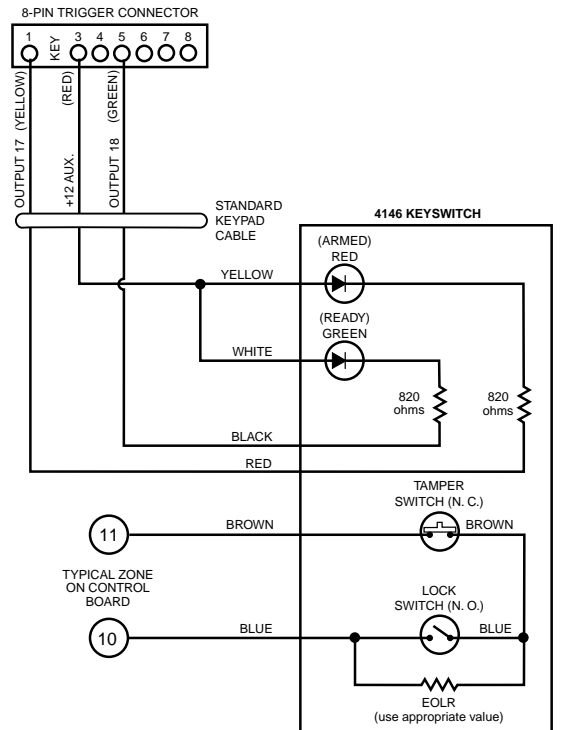 8-PIN TRIGGER CONNECTOR
1 KEY 3 4 5 6 7 8
OUTPUT 17 (YELLOW)
+12 AUX. (RED)
OUTPUT 18 (GREEN)
STANDARD
KEYPAD
CABLE
4146 KEYSWITCH
(ARMED)
RED
YELLOW
(READY)
GREEN
WHITE
820
ohms
820
ohms
BLACK
RED
TAMPER
SWITCH (N. C.)
11
BROWN
BROWN
TYPICAL ZONE
ON CONTROL
BOARD
LOCK
SWITCH (N. O.)
10
BLUE
BLUE
EOLR
(use appropriate value)